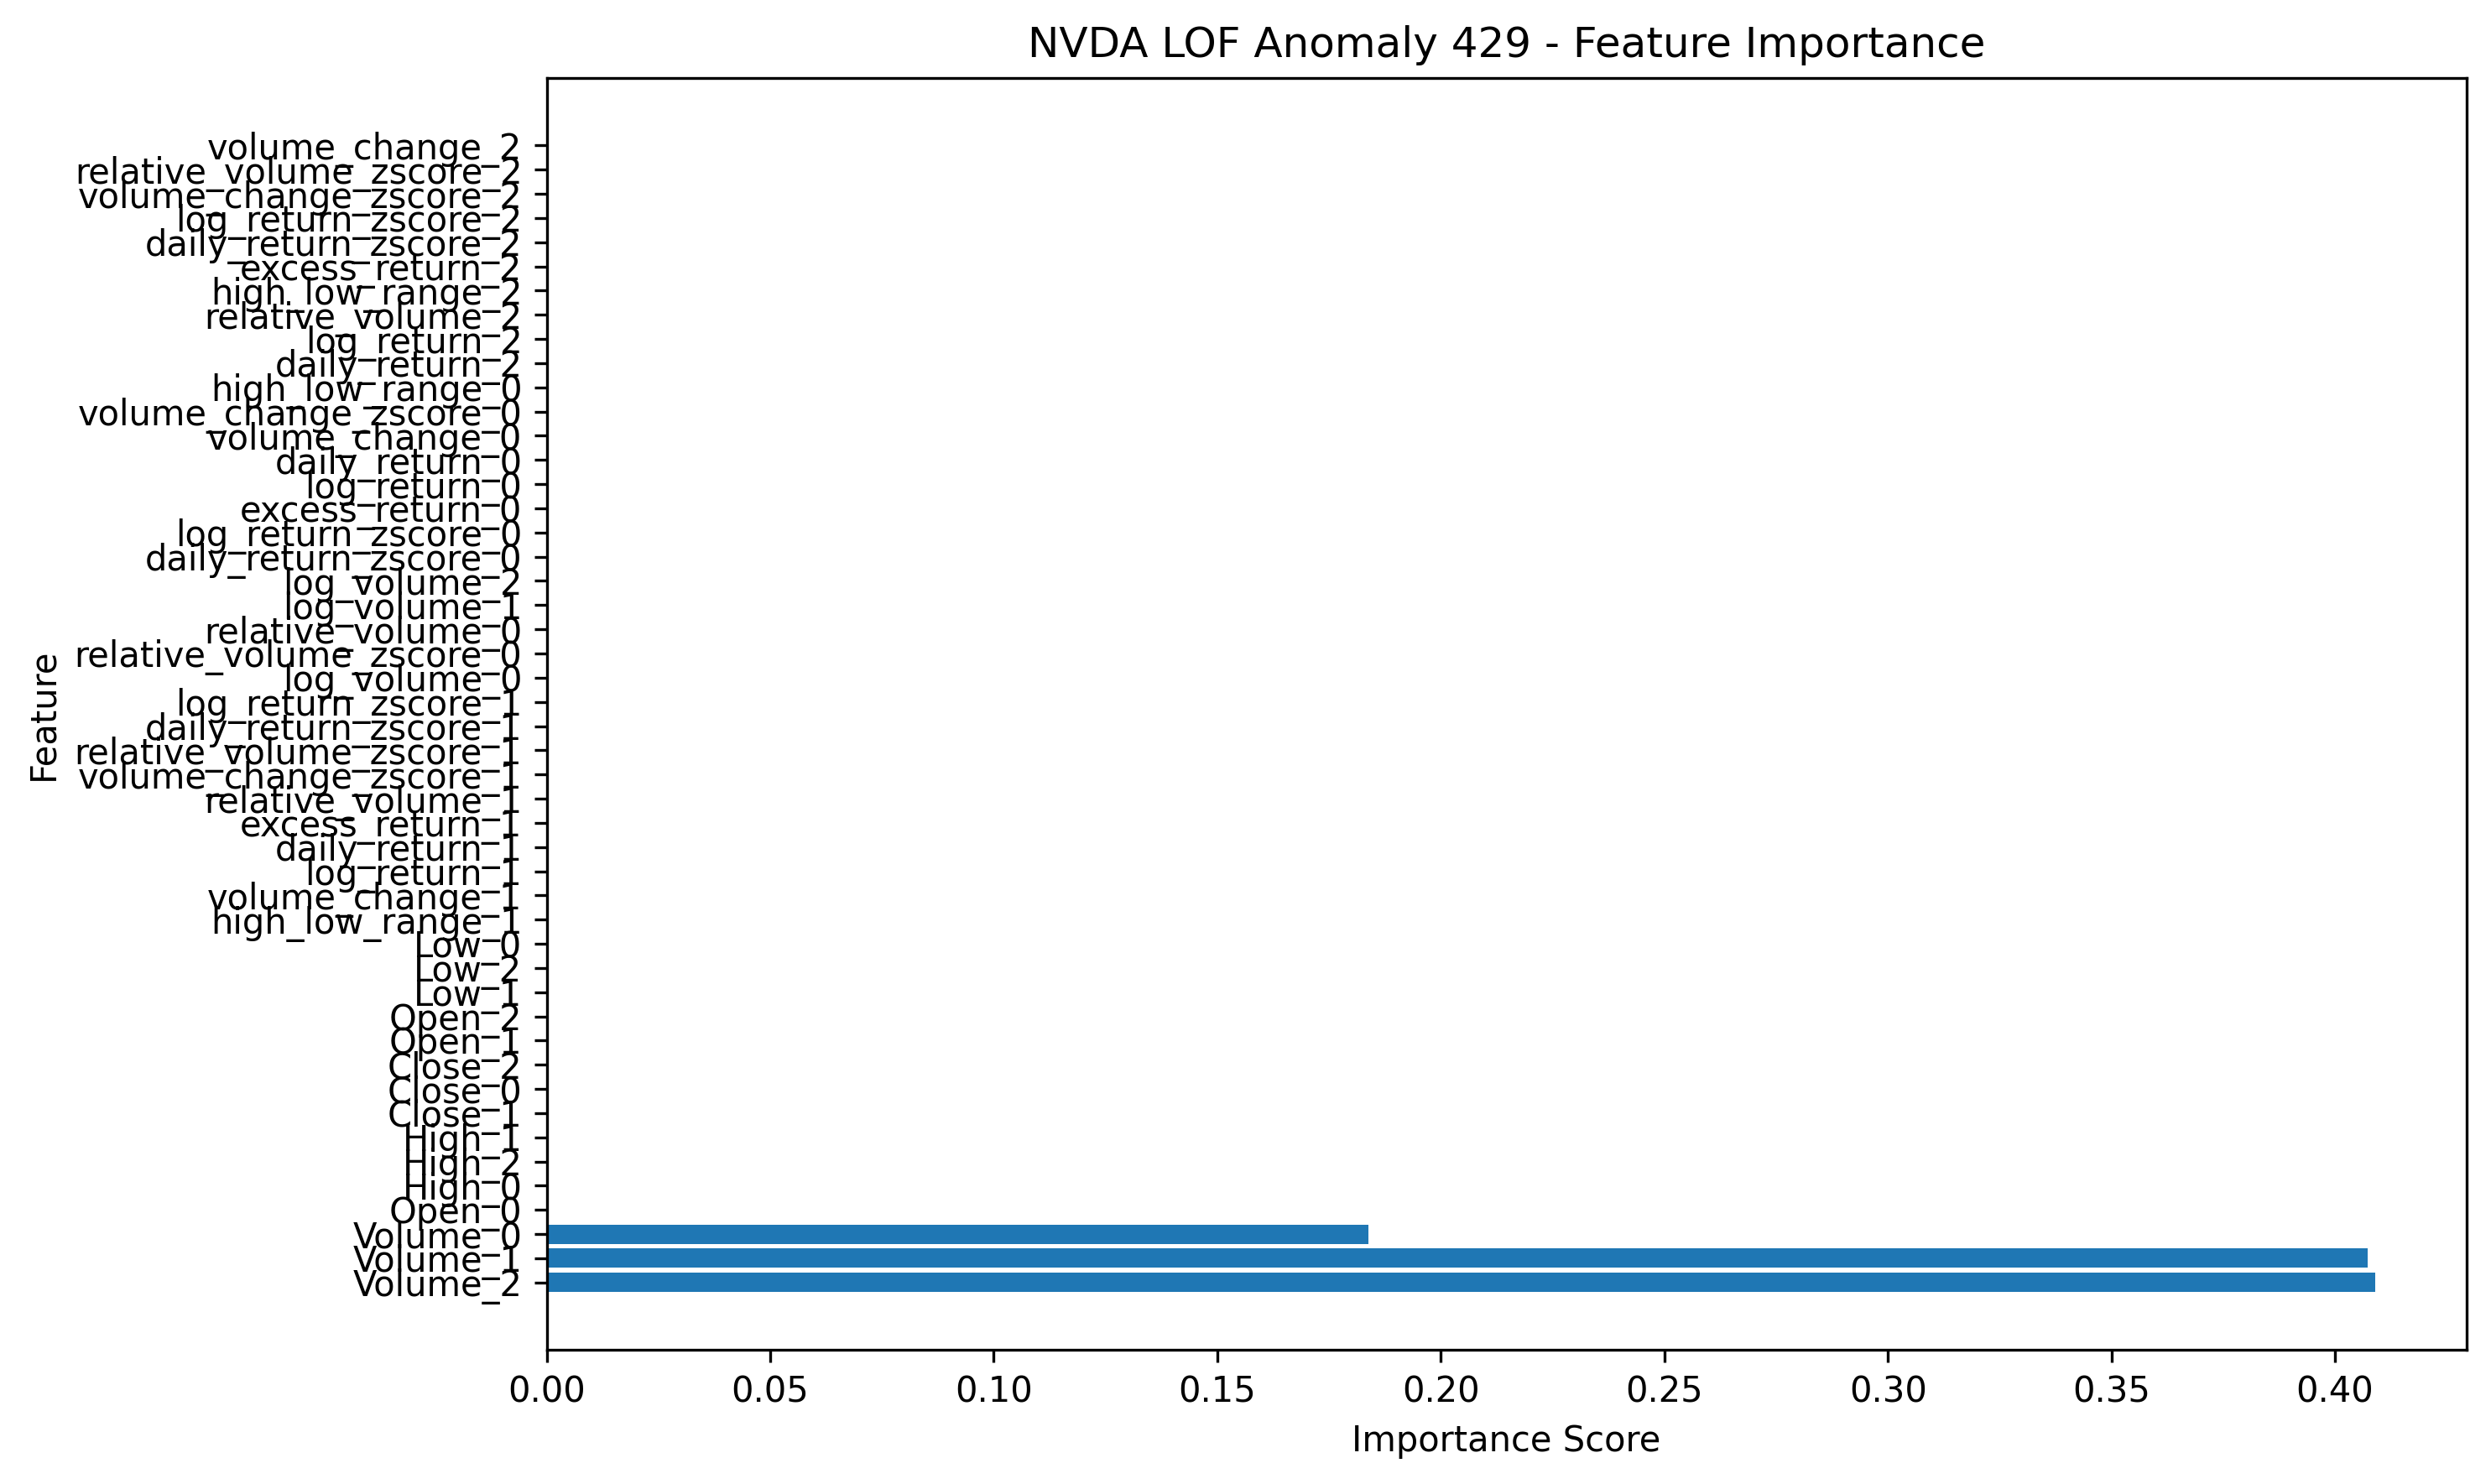 NVDA LOF Anomaly 429 - Feature Importance
volume_change_2
relative_volume_zscore_2
volume_change_zscore_2
log_return_zscore_2
daily_return_zscore_2
excess_return_2
high_low_range_2
relative_volume_2
log_return_2
daily_return_2
high_low_range_0
volume_change_zscore_0
volume_change_0
daily_return_0
log_return_0
excess_return_0
log_return_zscore_0
daily_return_zscore_0
log_volume_2
log_volume_1
relative_volume_0
relative_volume_zscore_0
log_volume_0
log_return_zscore_1
daily_return_zscore_1
relative_volume_zscore_1
volume_change_zscore_1
relative_volume_1
excess_return_1
daily_return_1
log_return_1
volume_change_1
high_low_range_1
Low_0
Low_2
Low_1
Open_2
Open_1
Close_2
Close_0
Close_1
High_1
High_2
High_0
Open_0
Volume_0
Volume_1
Volume_2
Feature
0.00 0.05 0.10 0.15 0.20 0.25 0.30 0.35 0.40
Importance Score